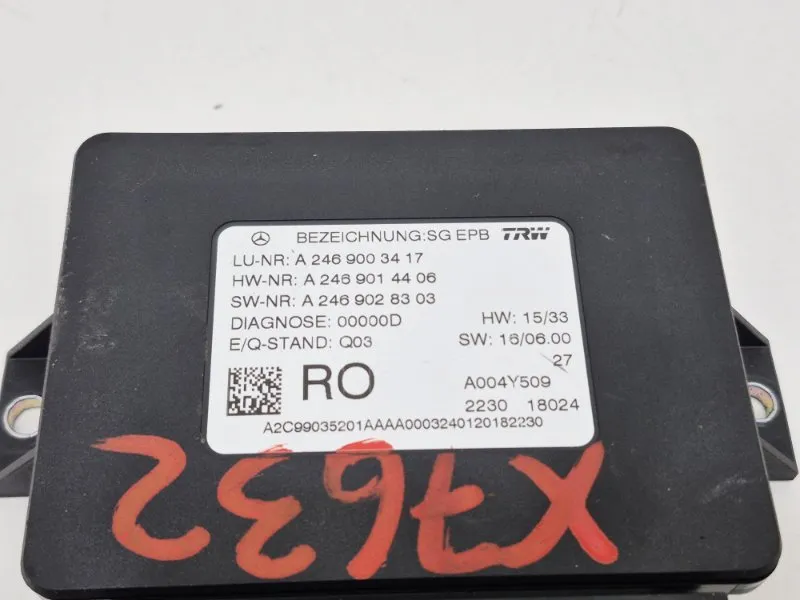 BEZEICHNUNG:SG EPB TRW
LU-NR: A 246 900 34 17
HW-NR: A 246 901 44 06
SW-NR: A 246 902 83 03
DIAGNOSE: 00000D HW: 15/33
E/Q-STAND: Q03 SW: 16/06.00
27
RO A004Y509
2230 18024
A2C99035201AAAA0003240120182230
X7632